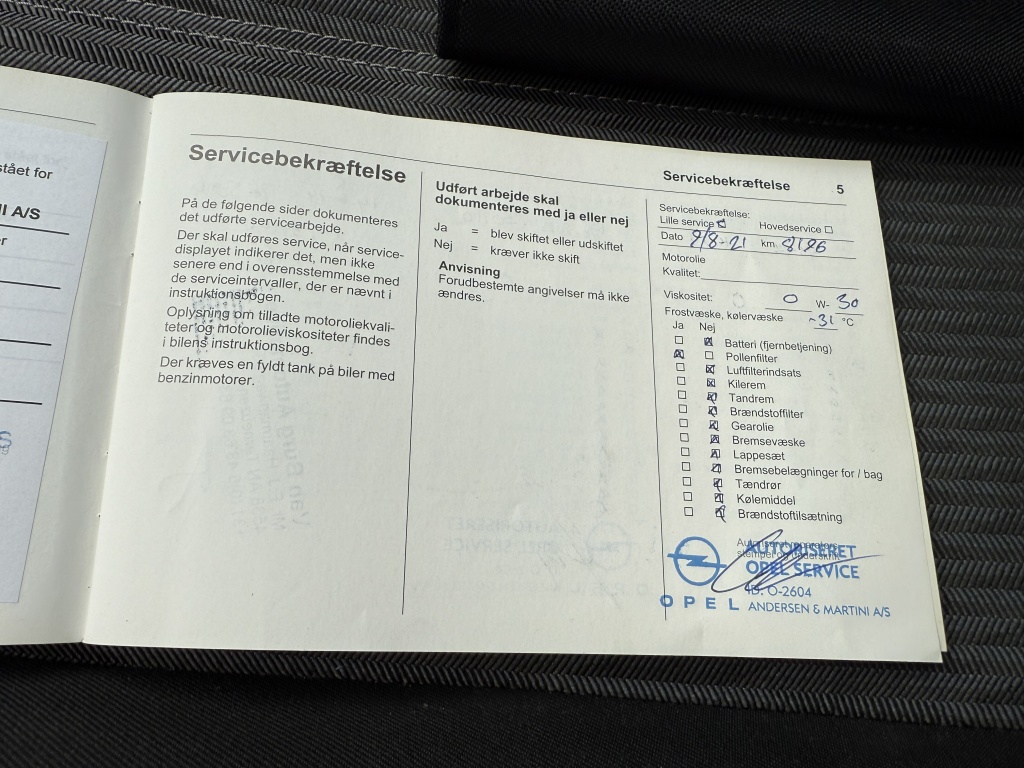 stået for
I A/S
er
Servicebekræftelse
På de følgende sider dokumenteres
det udførte servicearbejde.
Der skal udføres service, når service-
displayet indikerer det, men ikke
senere end i overensstemmelse med
de serviceintervaller, der er nævnt i
instruktionsbogen.
Oplysning om tilladte motoroliekvali-
teter og motorolieviskositeter findes
i bilens instruktionsbog.
Der kræves en fyldt tank på biler med
benzinmotorer.
Udført arbejde skal
dokumenteres med ja eller nej
Ja = blev skiftet eller udskiftet
Nej = kræver ikke skift
Anvisning
Forudbestemte angivelser må ikke
ændres.
Servicebekræftelse 5
Servicebekræftelse:
Lille service ☑ Hovedservice ☐
Dato 9/8-21 km 8196
Motorolie
Kvalitet:
Viskositet: 0 W- 30
Frostvæske, kølervæske -31 °C
Ja Nej
☐ ☒ Batteri (fjernbetjening)
☒ ☐ Pollenfilter
☐ ☒ Luftfilterindsats
☐ ☒ Kilerem
☐ ☒ Tandrem
☐ ☒ Brændstoffilter
☐ ☒ Gearolie
☐ ☒ Bremsevæske
☐ ☒ Lappesæt
☐ ☒ Bremsebelægninger for / bag
☐ ☒ Tændrør
☐ ☒ Kølemiddel
☐ ☒ Brændstoftilsætning
AUTORISERET
OPEL SERVICE
O-2604
OPEL ANDERSEN & MARTINI A/S